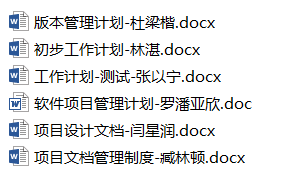 版本管理计划-杜梁楷.docx
初步工作计划-林湛.docx
工作计划-测试-张以宁.docx
软件项目管理计划-罗潘亚欣.doc
项目设计文档-闫星润.docx
项目文档管理制度-臧林顿.docx